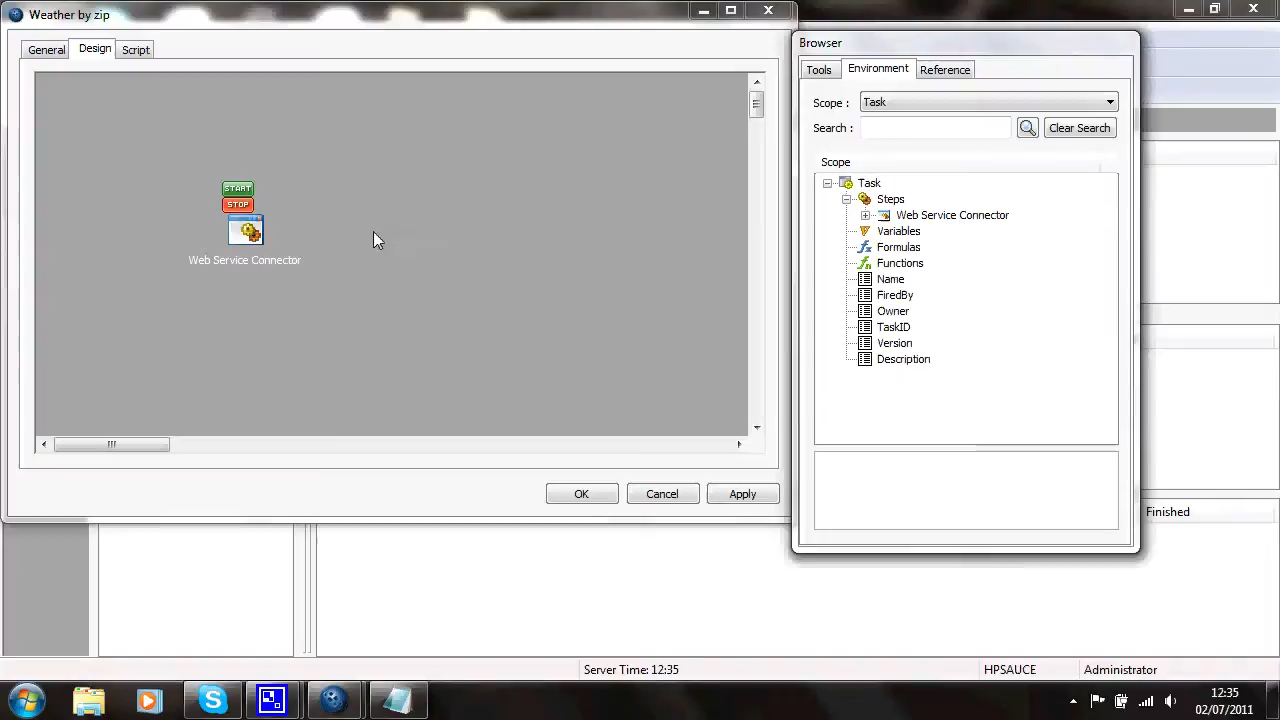 Weather by zip
General Design Script
START
STOP
Web Service Connector
OK Cancel Apply
Browser
Tools Environment Reference
Scope : Task
Search : Clear Search
Scope
Task
Steps
Web Service Connector
Variables
Formulas
Functions
Name
FiredBy
Owner
TaskID
Version
Description
Finished
Server Time: 12:35 HPSAUCE Administrator
12:35
02/07/2011